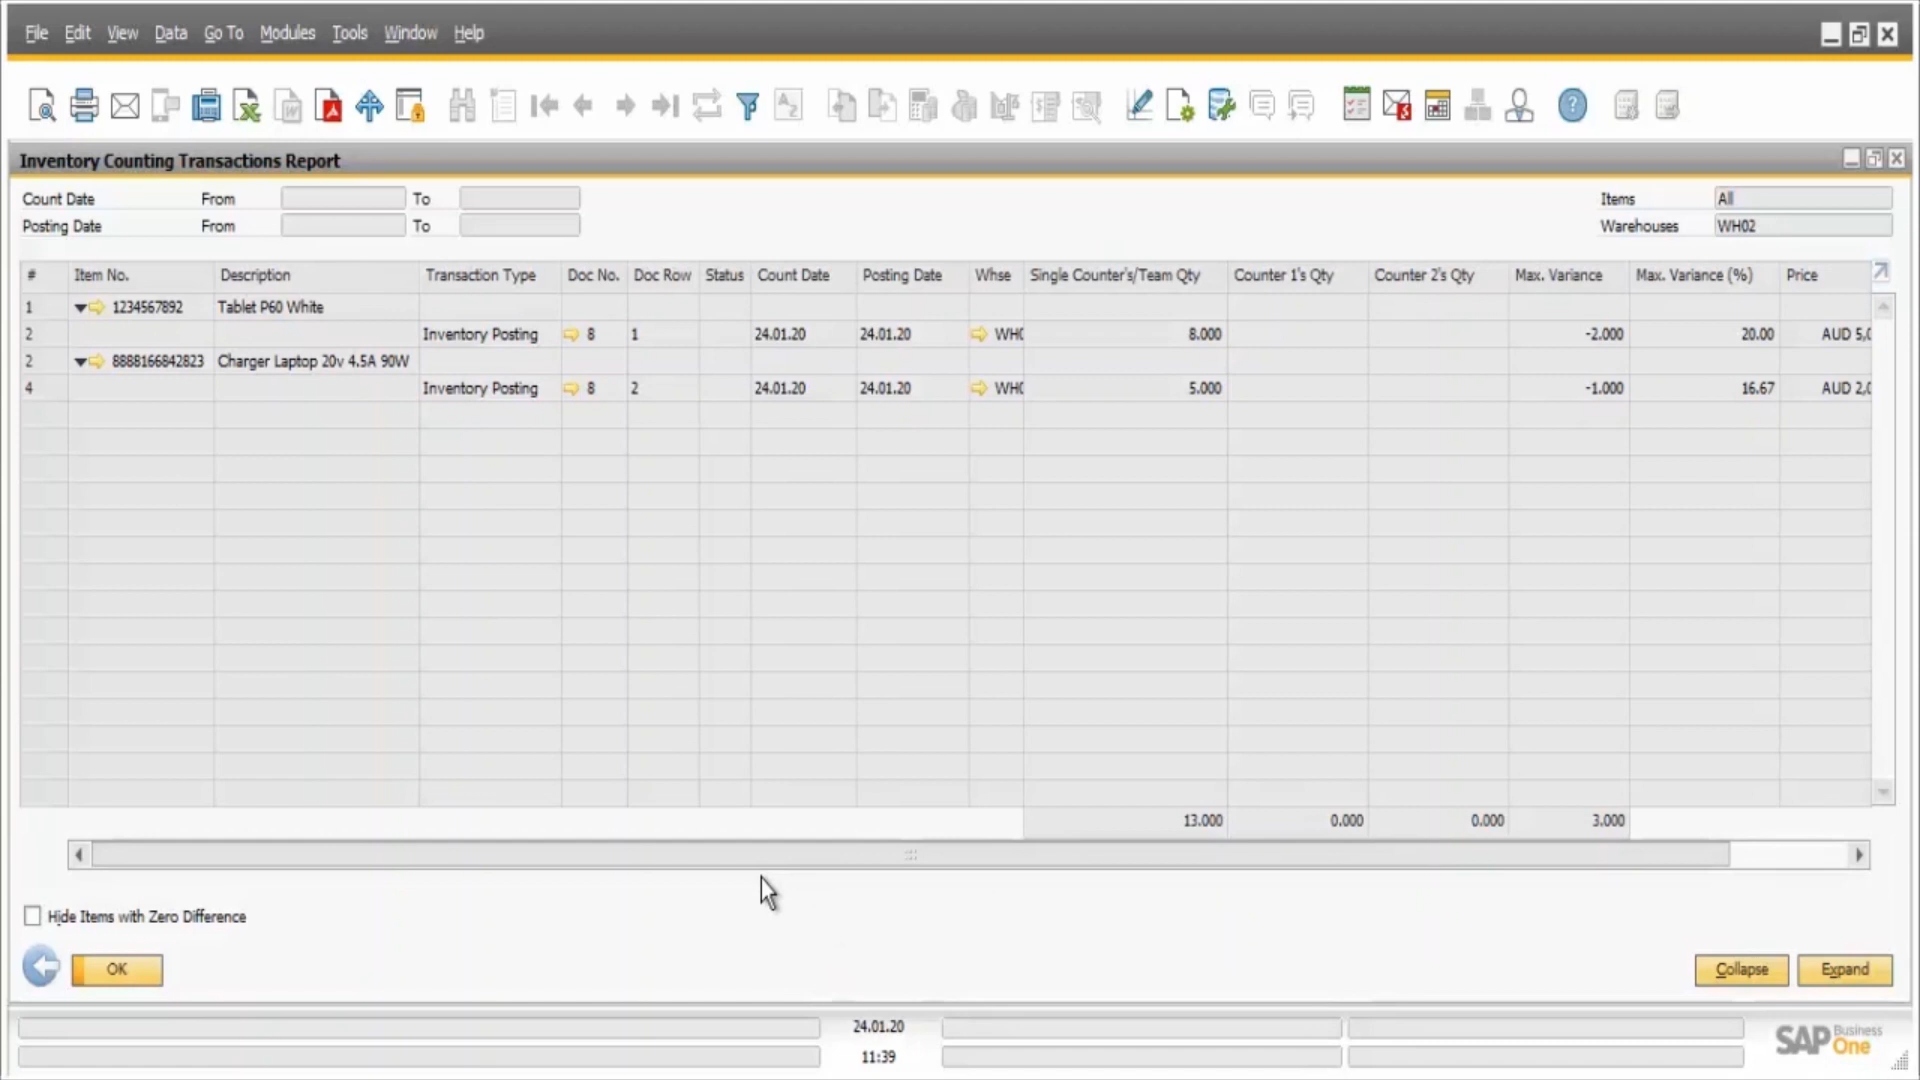 File Edit View Data Go To Modules Tools Window Help
Inventory Counting Transactions Report
Count Date From To Items All
Posting Date From To Warehouses WH02
# Item No. Description Transaction Type Doc No. Doc Row Status Count Date Posting Date Whse Single Counter's/Team Qty Counter 1's Qty Counter 2's Qty Max. Variance Max. Variance (%) Price
1 1234567892 Tablet P60 White
2 Inventory Posting 8 1 24.01.20 24.01.20 8.000 -2.000 20.00 AUD
2 8888166842823 Charger Laptop 20v 4.5A 90W
4 Inventory Posting 8 2 24.01.20 24.01.20 5.000 -1.000 16.67 AUD
13.000 0.000 0.000 3.000
Hide Items with Zero Difference
OK Collapse Expand
24.01.20
11:39
SAP Business One